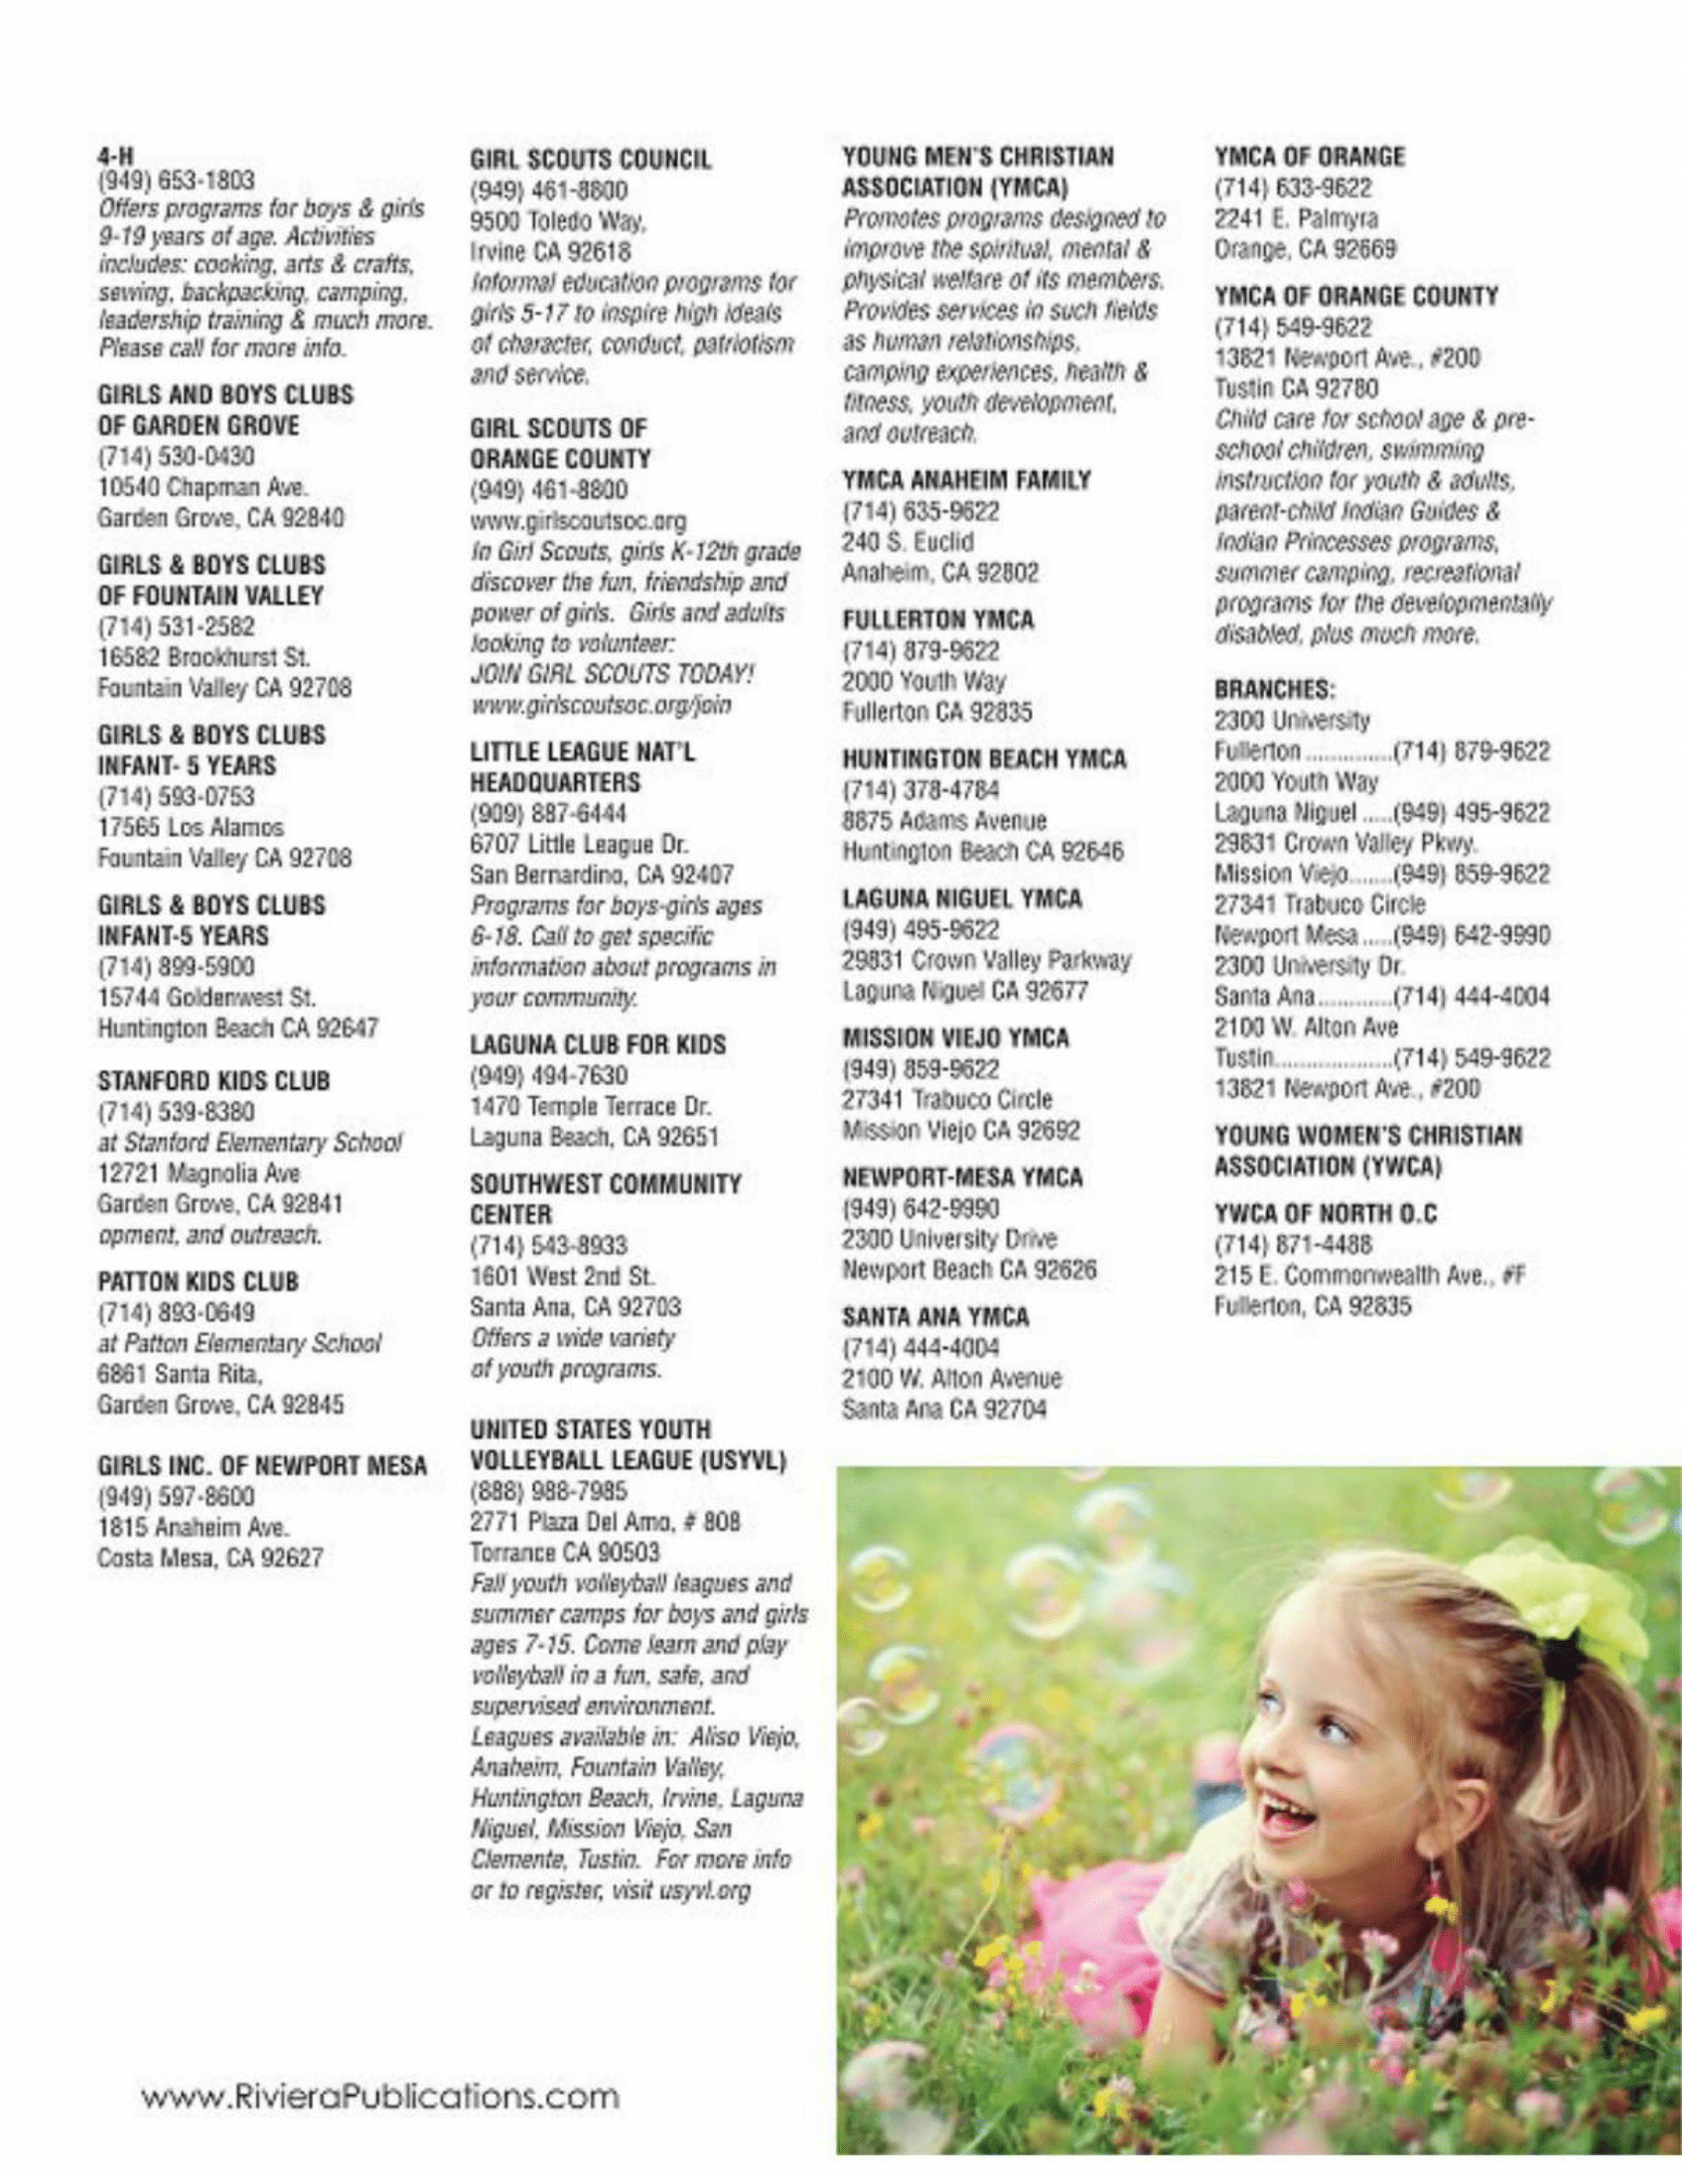 4-H
(949) 653-1803
Offers programs for boys & girls
9-19 years of age. Activities
includes: cooking, arts & crafts,
sewing, backpacking, camping,
leadership training & much more.
Please call for more info.
GIRLS AND BOYS CLUBS
OF GARDEN GROVE
(714) 530-0430
10540 Chapman Ave.
Garden Grove, CA 92840
GIRLS & BOYS CLUBS
OF FOUNTAIN VALLEY
(714) 531-2582
16582 Brookhurst St.
Fountain Valley CA 92708
GIRLS & BOYS CLUBS
INFANT- 5 YEARS
(714) 593-0753
17565 Los Alamos
Fountain Valley CA 92708
GIRLS & BOYS CLUBS
INFANT-5 YEARS
(714) 899-5900
15744 Goldenwest St.
Huntington Beach CA 92647
STANFORD KIDS CLUB
(714) 539-8380
at Stanford Elementary School
12721 Magnolia Ave
Garden Grove, CA 92841
opment, and outreach.
PATTON KIDS CLUB
(714) 893-0649
at Patton Elementary School
6861 Santa Rita,
Garden Grove, CA 92845
GIRLS INC. OF NEWPORT MESA
(949) 597-8600
1815 Anaheim Ave.
Costa Mesa, CA 92627
GIRL SCOUTS COUNCIL
(949) 461-8800
9500 Toledo Way,
Irvine CA 92618
Informal education programs for
girls 5-17 to inspire high ideals
of character, conduct, patriotism
and service.
GIRL SCOUTS OF
ORANGE COUNTY
(949) 461-8800
www.girlscoutsoc.org
In Girl Scouts, girls K-12th grade
discover the fun, friendship and
power of girls.  Girls and adults
looking to volunteer:
JOIN GIRL SCOUTS TODAY!
www.girlscoutsoc.org/join
LITTLE LEAGUE NAT'L
HEADQUARTERS
(909) 887-6444
6707 Little League Dr.
San Bernardino, CA 92407
Programs for boys-girls ages
6-18. Call to get specific
information about programs in
your community.
LAGUNA CLUB FOR KIDS
(949) 494-7630
1470 Temple Terrace Dr.
Laguna Beach, CA 92651
SOUTHWEST COMMUNITY
CENTER
(714) 543-8933
1601 West 2nd St.
Santa Ana, CA 92703
Offers a wide variety
of youth programs.
UNITED STATES YOUTH
VOLLEYBALL LEAGUE (USYVL)
(888) 988-7985
2771 Plaza Del Amo, # 808
Torrance CA 90503
Fall youth volleyball leagues and
summer camps for boys and girls
ages 7-15. Come learn and play
volleyball in a fun, safe, and
supervised environment.
Leagues available in:  Aliso Viejo,
Anaheim, Fountain Valley,
Huntington Beach, Irvine, Laguna
Niguel, Mission Viejo, San
Clemente, Tustin.  For more info
or to register, visit usyvl.org
YOUNG MEN'S CHRISTIAN
ASSOCIATION (YMCA)
Promotes programs designed to
improve the spiritual, mental &
physical welfare of its members.
Provides services in such fields
as human relationships,
camping experiences, health &
fitness, youth development,
and outreach.
YMCA ANAHEIM FAMILY
(714) 635-9622
240 S. Euclid
Anaheim, CA 92802
FULLERTON YMCA
(714) 879-9622
2000 Youth Way
Fullerton CA 92835
HUNTINGTON BEACH YMCA
(714) 378-4784
8875 Adams Avenue
Huntington Beach CA 92646
LAGUNA NIGUEL YMCA
(949) 495-9622
29831 Crown Valley Parkway
Laguna Niguel CA 92677
MISSION VIEJO YMCA
(949) 859-9622
27341 Trabuco Circle
Mission Viejo CA 92692
NEWPORT-MESA YMCA
(949) 642-9990
2300 University Drive
Newport Beach CA 92626
SANTA ANA YMCA
(714) 444-4004
2100 W. Alton Avenue
Santa Ana CA 92704
YMCA OF ORANGE
(714) 633-9622
2241 E. Palmyra
Orange, CA 92669
YMCA OF ORANGE COUNTY
(714) 549-9622
13821 Newport Ave., #200
Tustin CA 92780
Child care for school age & pre-
school children, swimming
instruction for youth & adults,
parent-child Indian Guides &
Indian Princesses programs,
summer camping, recreational
programs for the developmentally
disabled, plus much more.
BRANCHES:
2300 University
Fullerton .............(714) 879-9622
2000 Youth Way
Laguna Niguel .....(949) 495-9622
29831 Crown Valley Pkwy.
Mission Viejo.......(949) 859-9622
27341 Trabuco Circle
Newport Mesa .....(949) 642-9990
2300 University Dr.
Santa Ana............(714) 444-4004
2100 W. Alton Ave
Tustin...................(714) 549-9622
13821 Newport Ave., #200
YOUNG WOMEN'S CHRISTIAN
ASSOCIATION (YWCA)
YWCA OF NORTH O.C
(714) 871-4488
215 E. Commonwealth Ave., #F
Fullerton, CA 92835
www.RivieraPublications.com